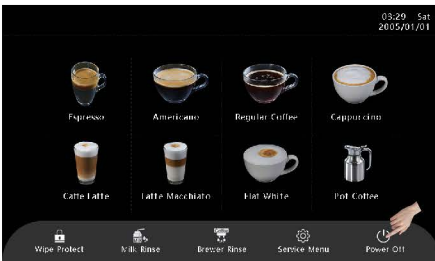 03:29 Sat
2005/01/01
Espresso
Americano
Regular Coffee
Cappuccino
Caffe Latte
Latte Macchiato
Flat White
Pot Coffee
Wipe Protect
Milk Rinse
Brewer Rinse
Service Menu
Power Off